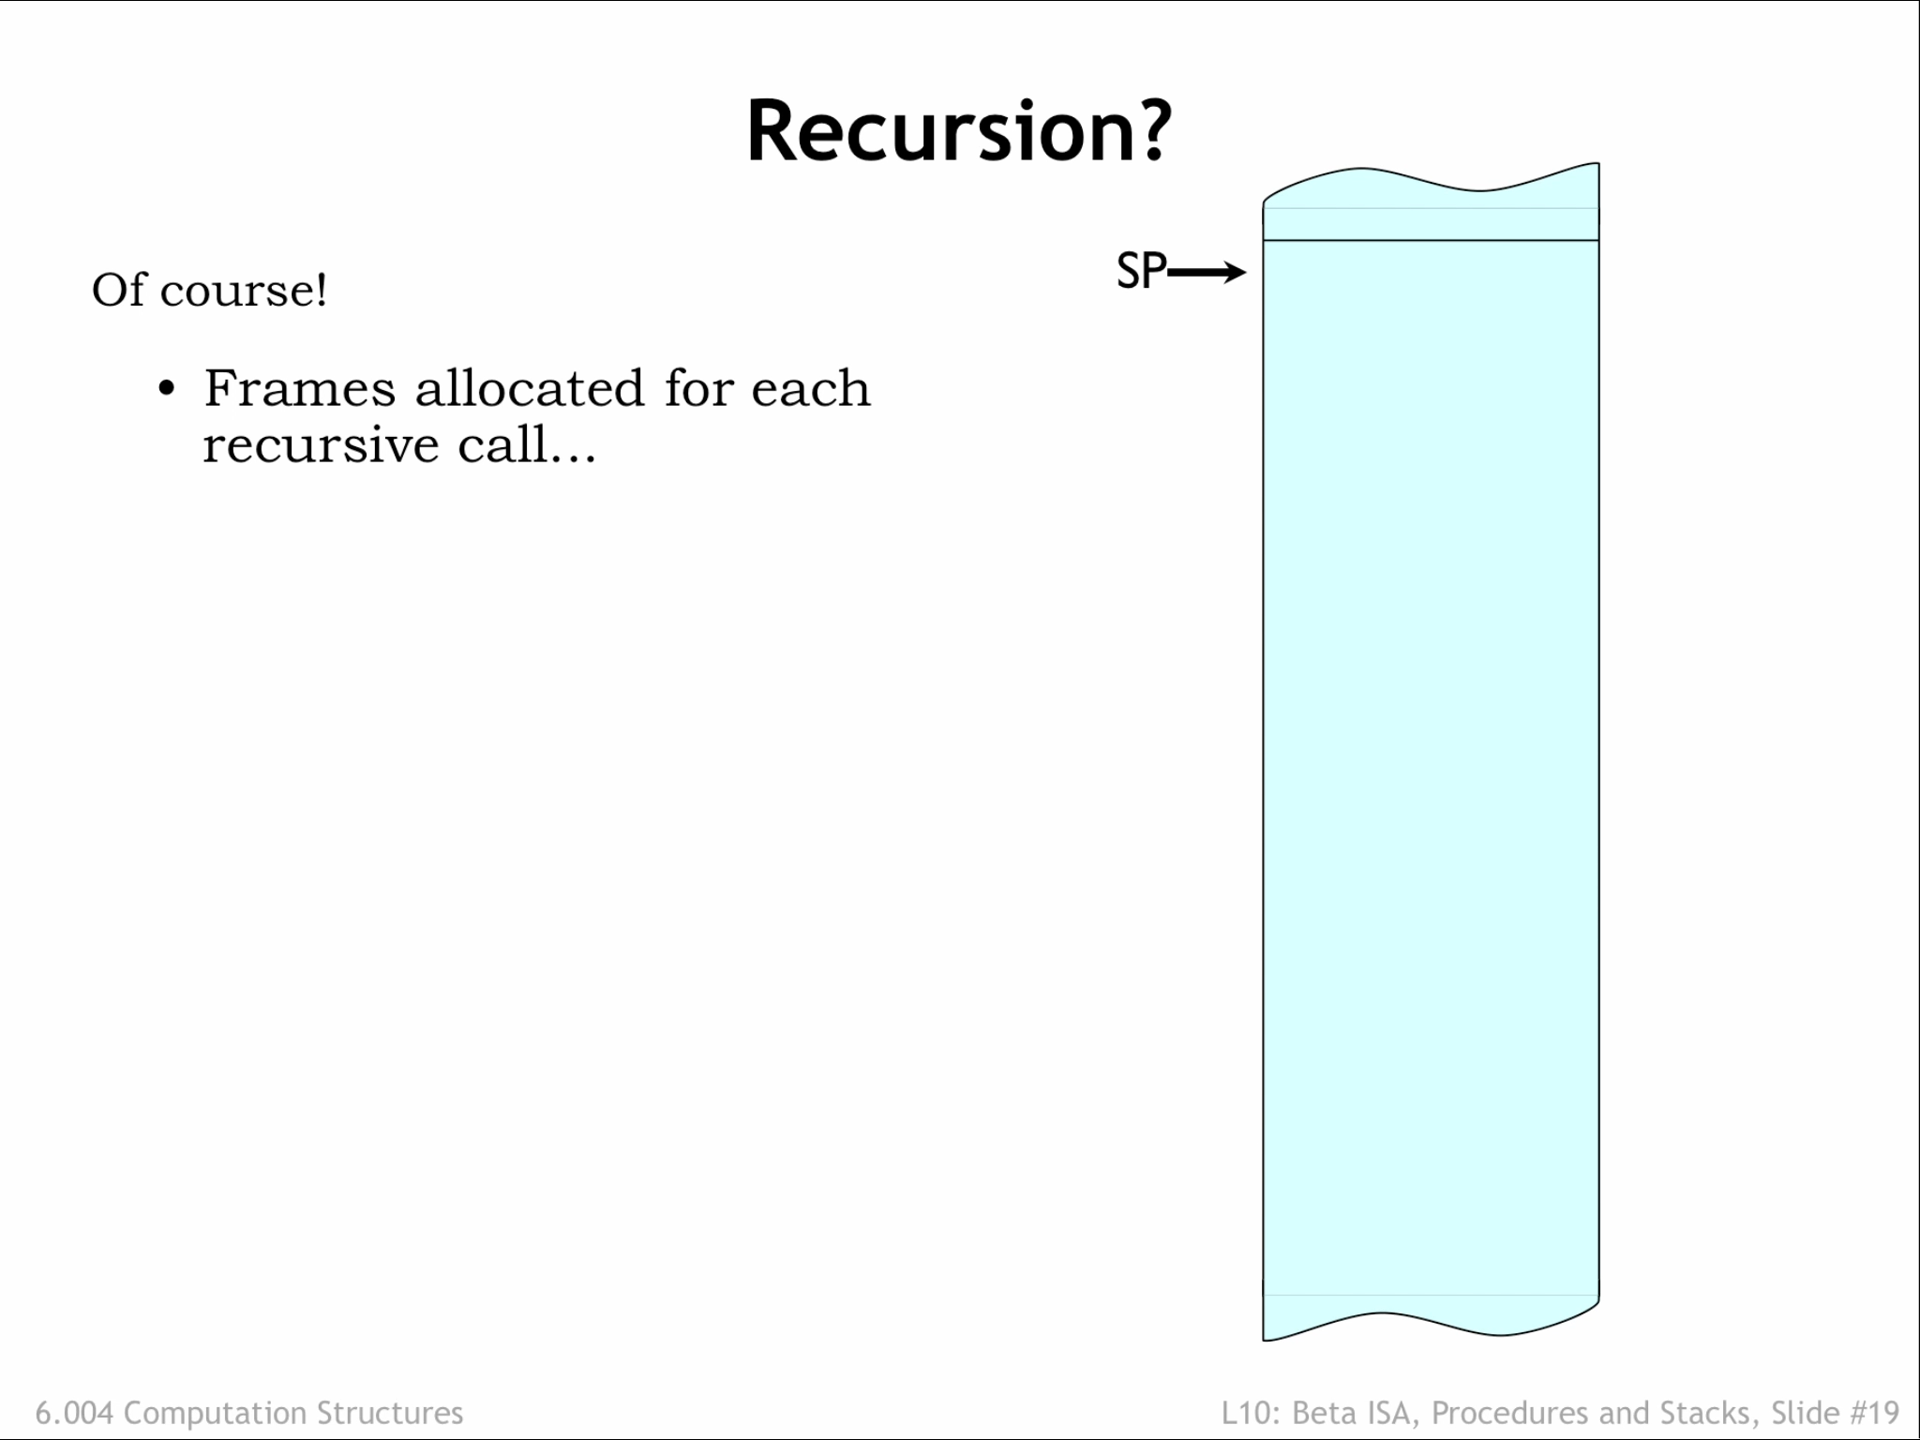 Recursion?
SP
Of course!
• Frames allocated for each
recursive call...
6.004 Computation Structures
L10: Beta ISA, Procedures and Stacks, Slide #19